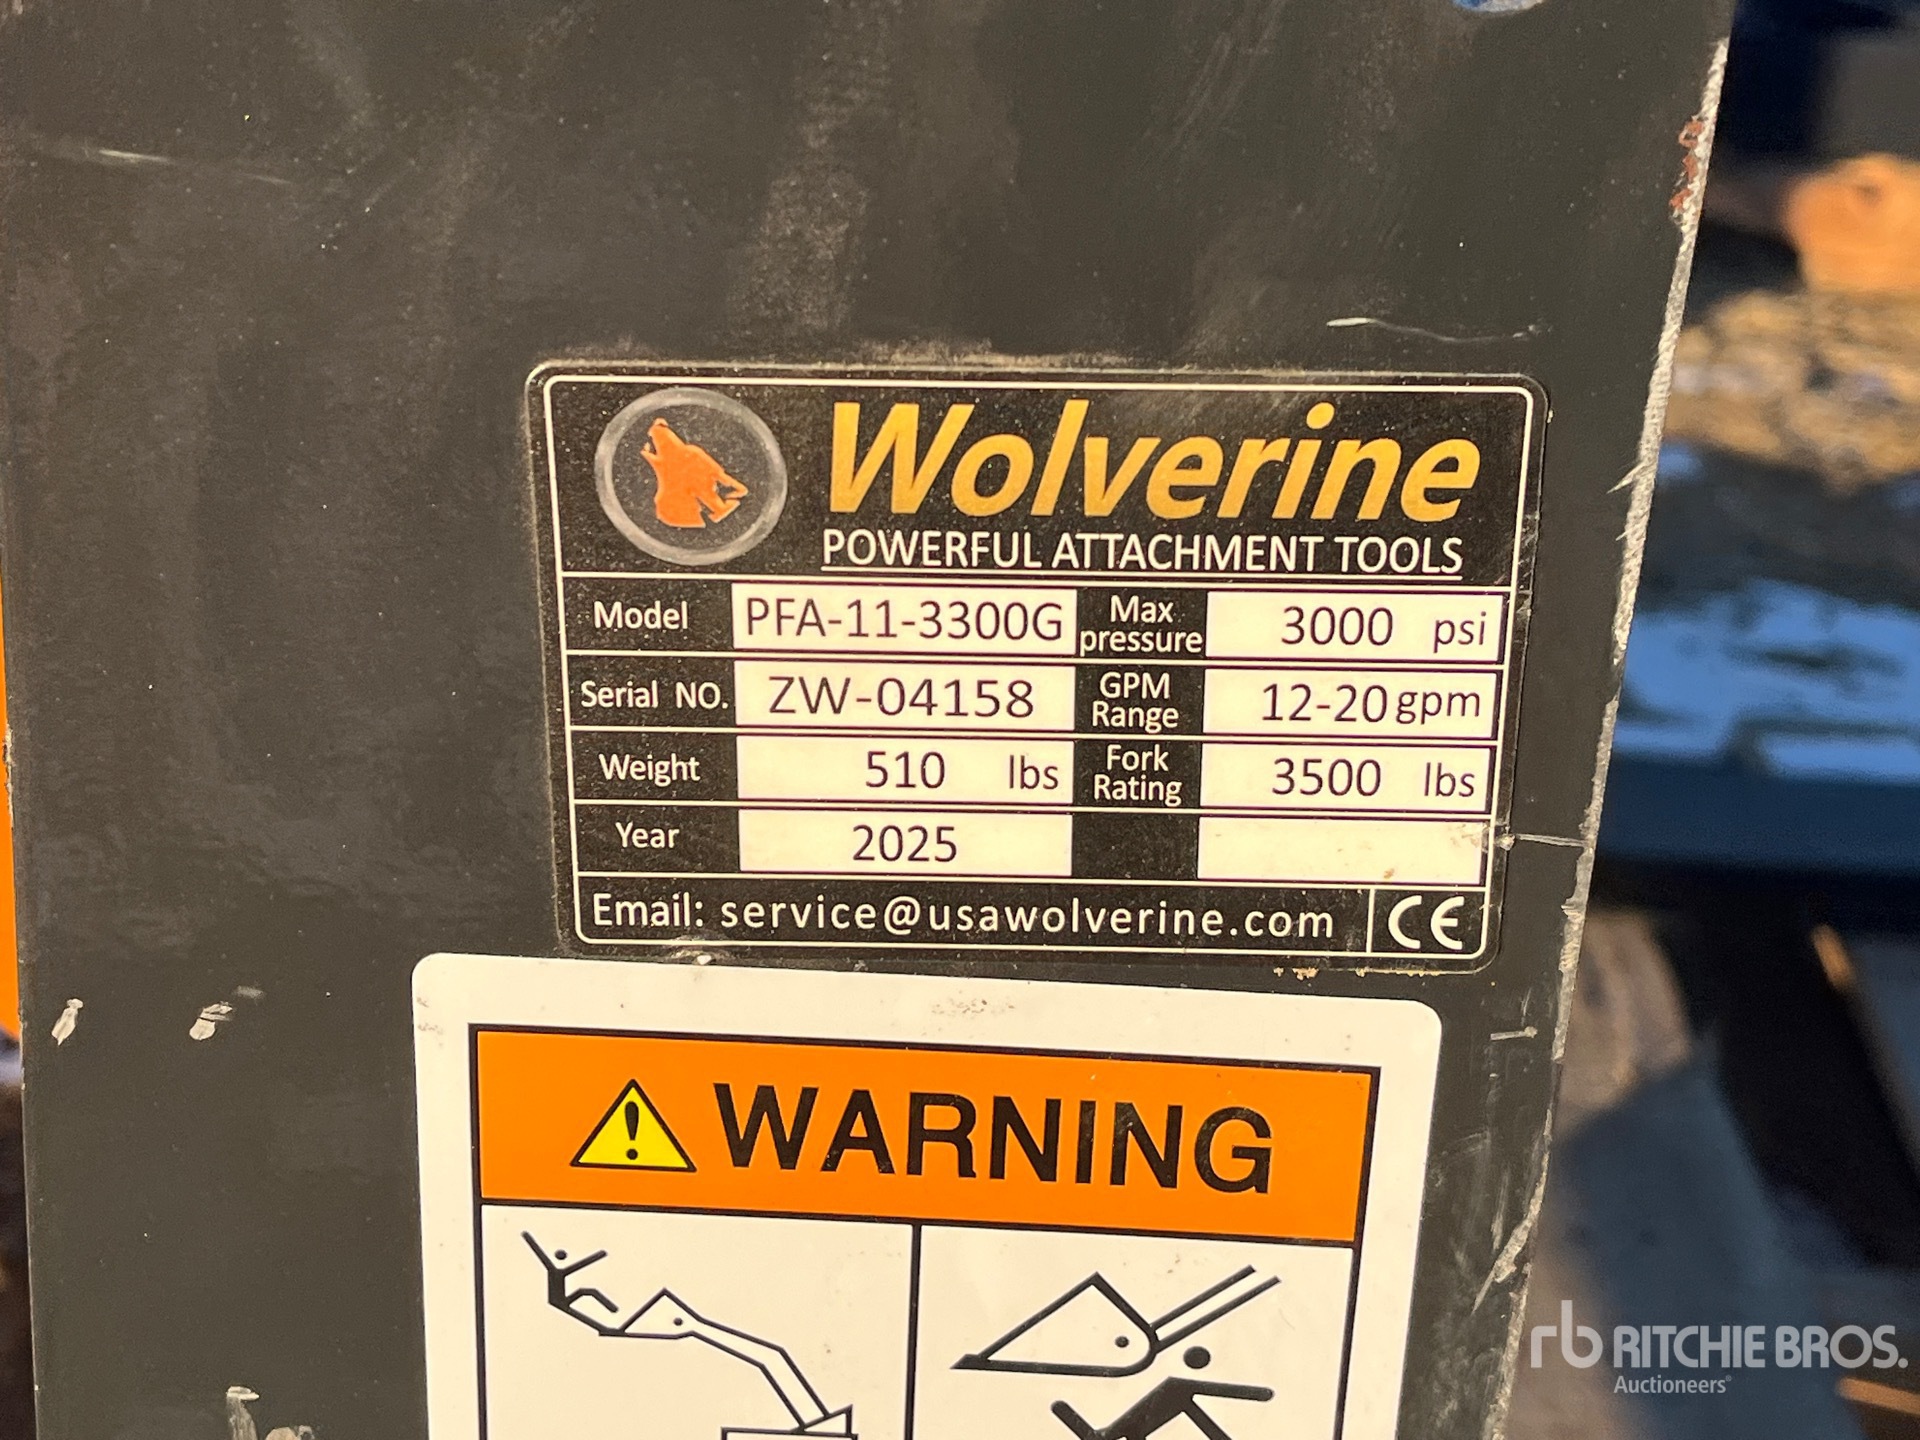 Wolverine
POWERFUL ATTACHMENT TOOLS
Model PFA-11-3300G Max pressure 3000 psi
Serial NO. ZW-04158 GPM Range 12-20 gpm
Weight 510 lbs Fork Rating 3500 lbs
Year 2025
Email: service@usawolverine.com CE
WARNING
rb RITCHIE BROS.
Auctioneers®